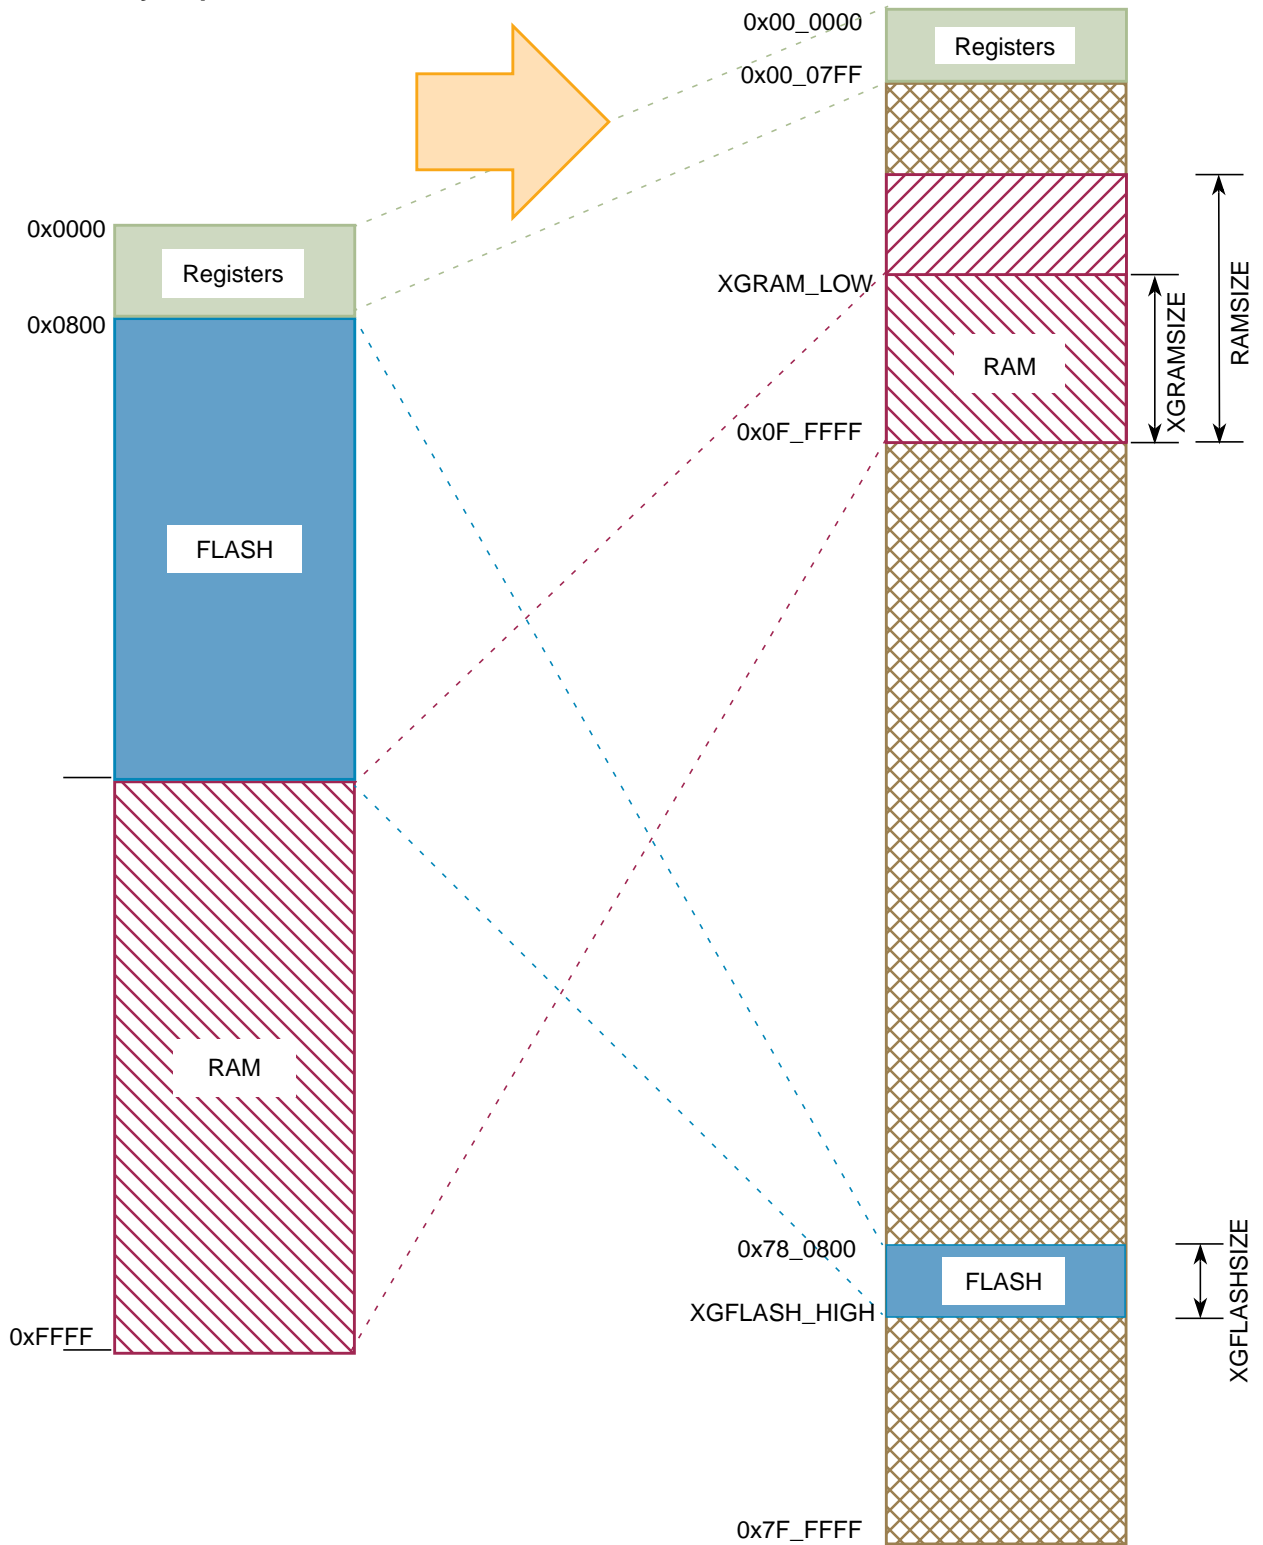 0x00_0000
Registers
0x00_07FF
0x0000
Registers
XGRAM_LOW
0x0800
RAM
XGRAMSIZE
RAMSIZE
0x0F_FFFF
FLASH
RAM
0x78_0800
FLASH
XGFLASH_HIGH
XGFLASHSIZE
0xFFFF
0x7F_FFFF